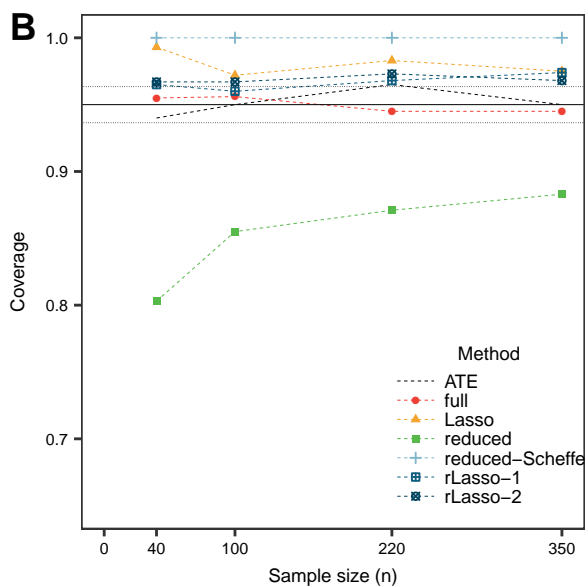 B
1.0
0.9
0.8
0.7
Coverage
Method
ATE
full
Lasso
reduced
reduced−Scheffe
rLasso−1
rLasso−2
0 40 100 220 350
Sample size (n)